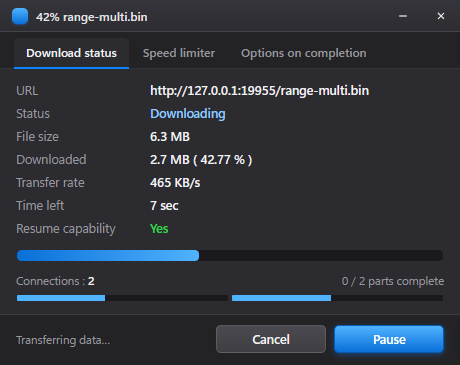 42% range-multi.bin
Download status Speed limiter Options on completion
URL http://127.0.0.1:19955/range-multi.bin
Status Downloading
File size 6.3 MB
Downloaded 2.7 MB ( 42.77 % )
Transfer rate 465 KB/s
Time left 7 sec
Resume capability Yes
Connections : 2 0 / 2 parts complete
Transferring data... Cancel Pause